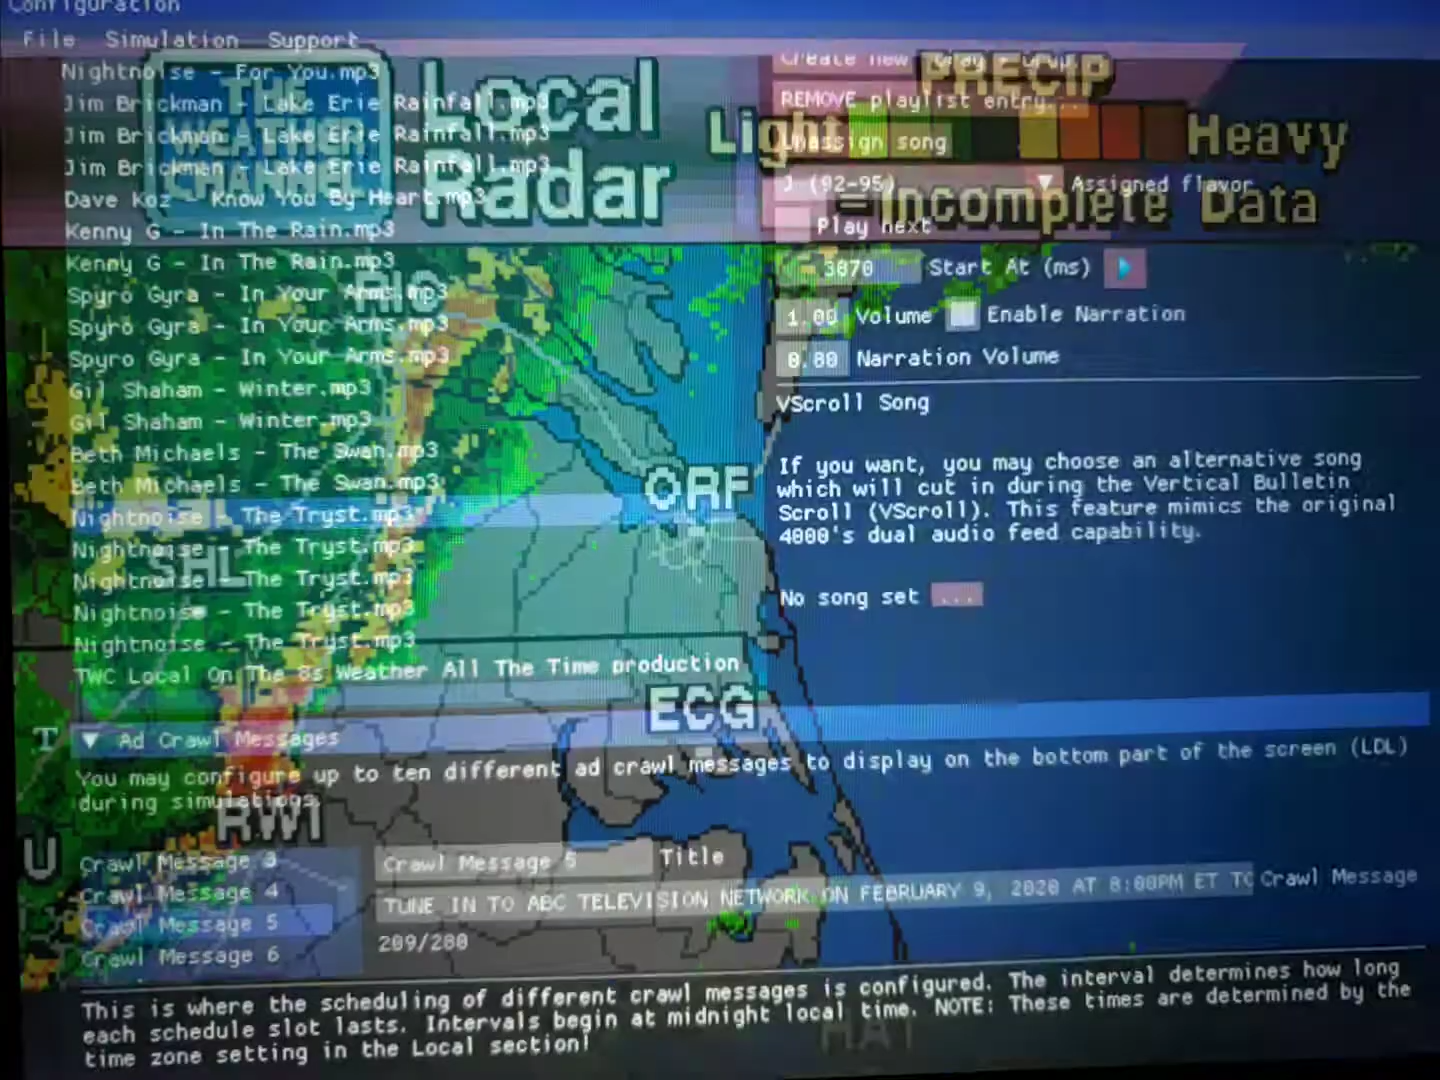 Configuration
File Simulation Support
Nightnoise - For You.mp3
Jim Brickman - Lake Erie Rainfall.mp3
Jim Brickman - Lake Erie Rainfall.mp3
Jim Brickman - Lake Erie Rainfall.mp3
Dave Koz - Know You By Heart.mp3
Kenny G - In The Rain.mp3
Kenny G - In The Rain.mp3
Spyro Gyra - In Your Arms.mp3
Spyro Gyra - In Your Arms.mp3
Spyro Gyra - In Your Arms.mp3
Gil Shaham - Winter.mp3
Gil Shaham - Winter.mp3
Beth Michaels - The Swan.mp3
Beth Michaels - The Swan.mp3
Nightnoise - The Tryst.mp3
Nightnoise - The Tryst.mp3
Nightnoise - The Tryst.mp3
Nightnoise - The Tryst.mp3
Nightnoise - The Tryst.mp3
TWC Local On The 8s Weather All The Time production
THE
WEATHER
CHANNEL
Local
Radar
PRECIP
Light
Heavy
=Incomplete Data
Create new
REMOVE playlist entry...
Unassign song
J (92-95) Assigned flavor
Play next
3870 Start At (ms)
1.00 Volume Enable Narration
0.80 Narration Volume
VScroll Song
If you want, you may choose an alternative song
which will cut in during the Vertical Bulletin
Scroll (VScroll). This feature mimics the original
4000's dual audio feed capability.
No song set ...
RIC
ORF
SHL
ECG
T
RWI
U
HAT
Ad Crawl Messages
You may configure up to ten different ad crawl messages to display on the bottom part of the screen (LDL)
during simulations.
Crawl Message 3
Crawl Message 4
Crawl Message 5
Crawl Message 6
Crawl Message 5 Title
TUNE IN TO ABC TELEVISION NETWORK ON FEBRUARY 9, 2020 AT 8:00PM ET TO Crawl Message
209/280
This is where the scheduling of different crawl messages is configured. The interval determines how long
each schedule slot lasts. Intervals begin at midnight local time. NOTE: These times are determined by the
time zone setting in the Local section!